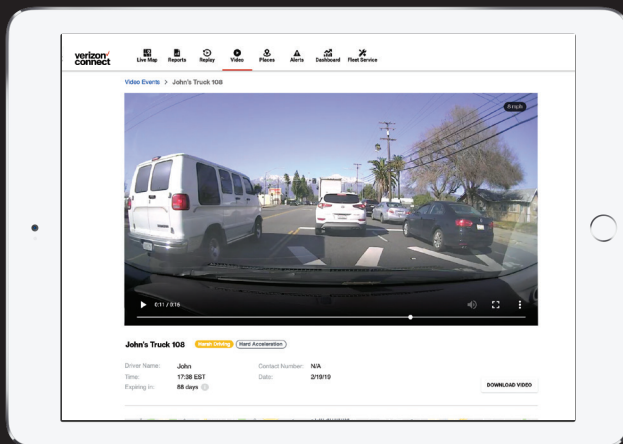 verizon✓
connect
Live Map Reports Replay Video Places Alerts Dashboard Fleet Service
Video Events > John's Truck 108
8 mph
0:11 / 0:16
John's Truck 108 Harsh Driving Hard Acceleration
Driver Name: John Contact Number: N/A
Time: 17:38 EST Date: 2/19/19
Expiring in: 88 days
DOWNLOAD VIDEO